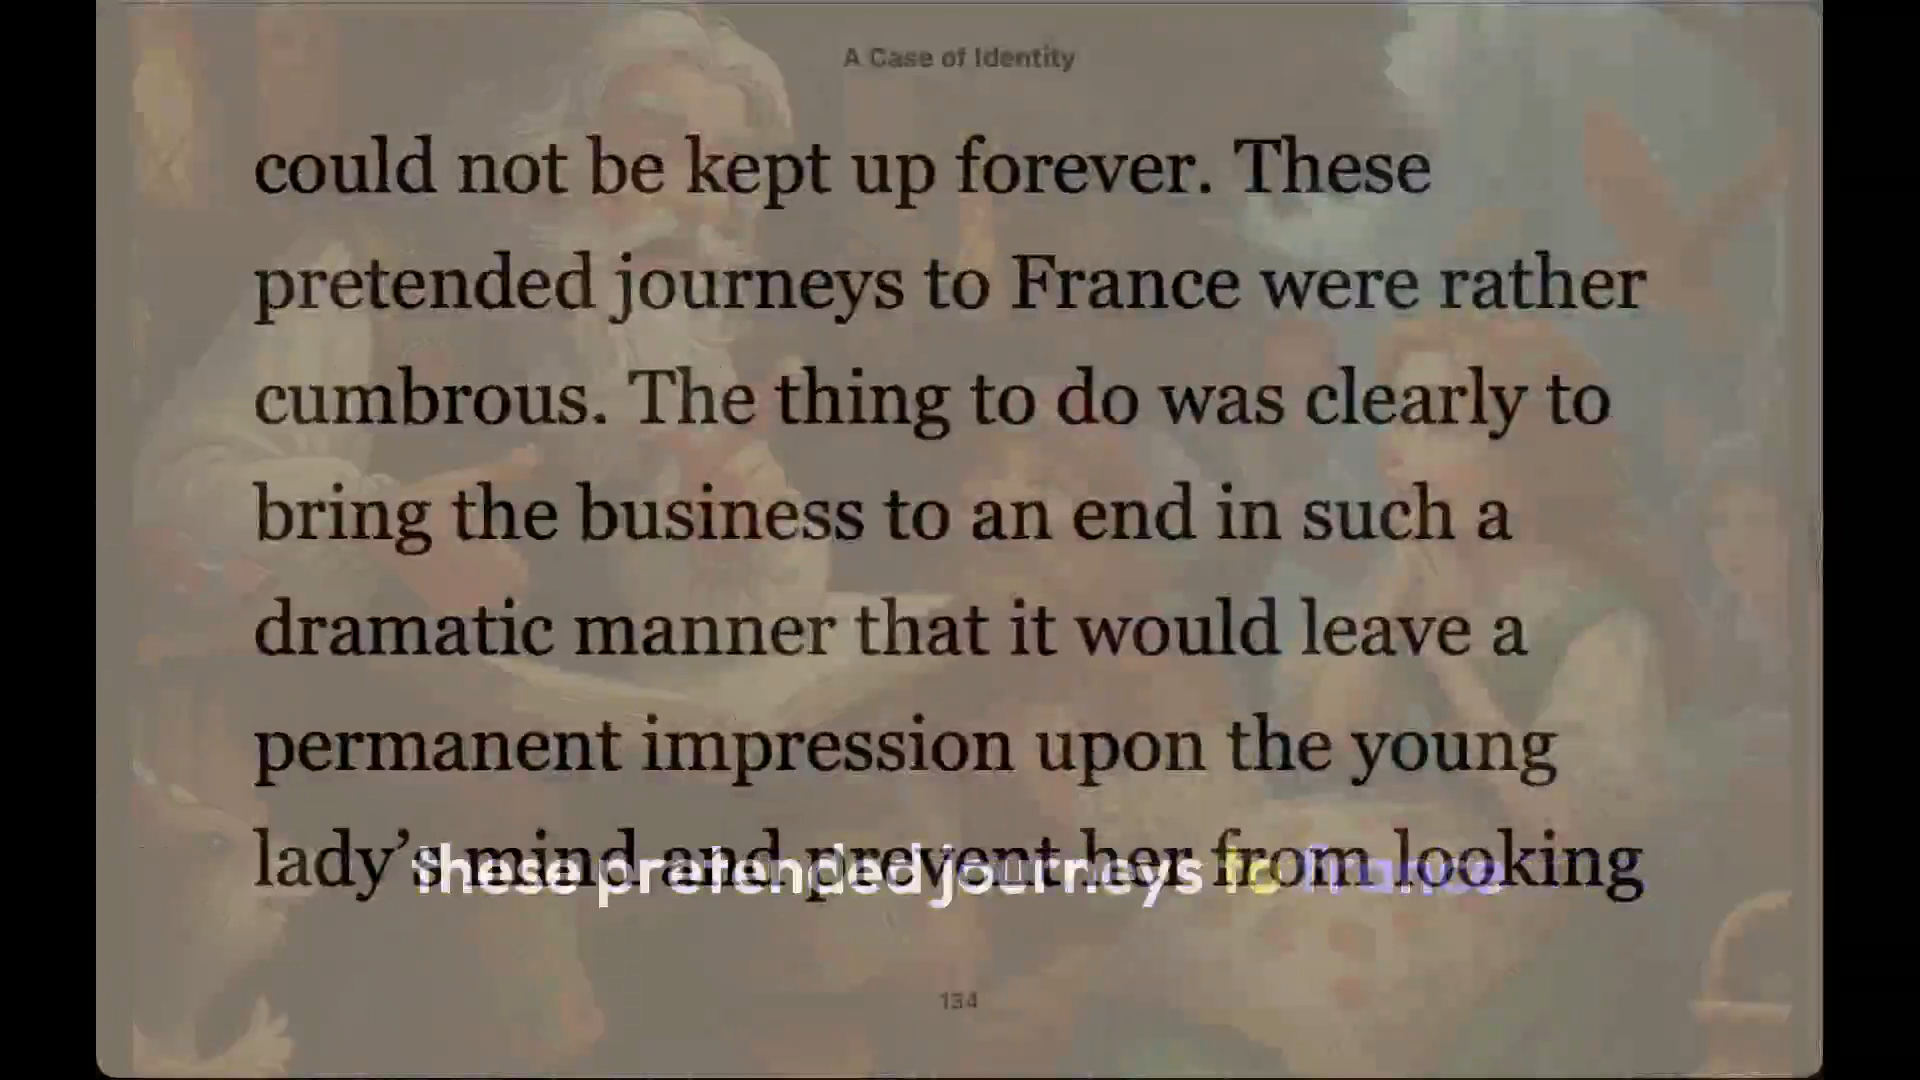 A Case of Identity
could not be kept up forever. These
pretended journeys to France were rather
cumbrous. The thing to do was clearly to
bring the business to an end in such a
dramatic manner that it would leave a
permanent impression upon the young
lady’s mind and prevent her from looking
these pretended journeys to france
134